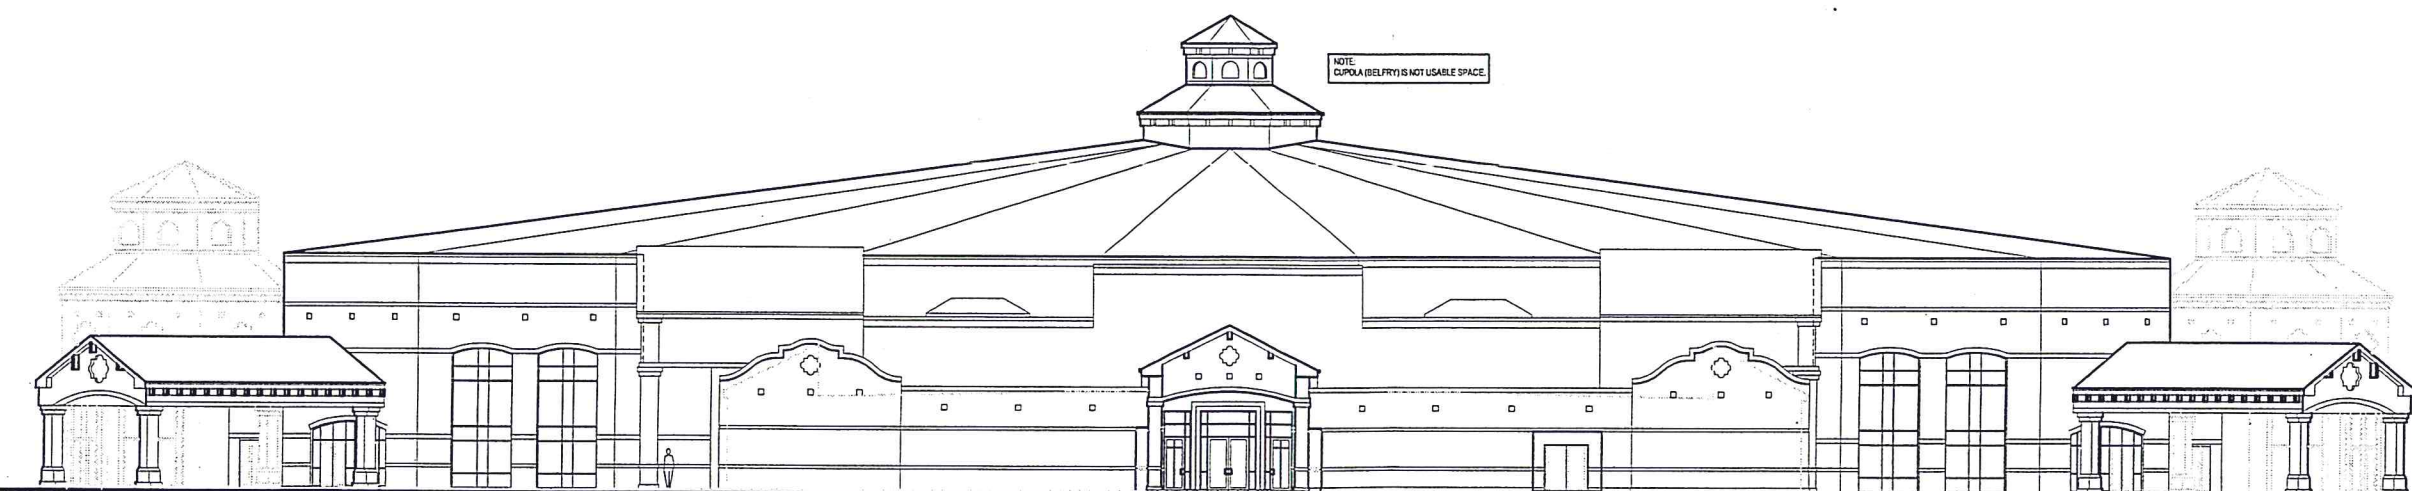 NOTE:
CUPOLA (BELFRY) IS NOT USABLE SPACE.